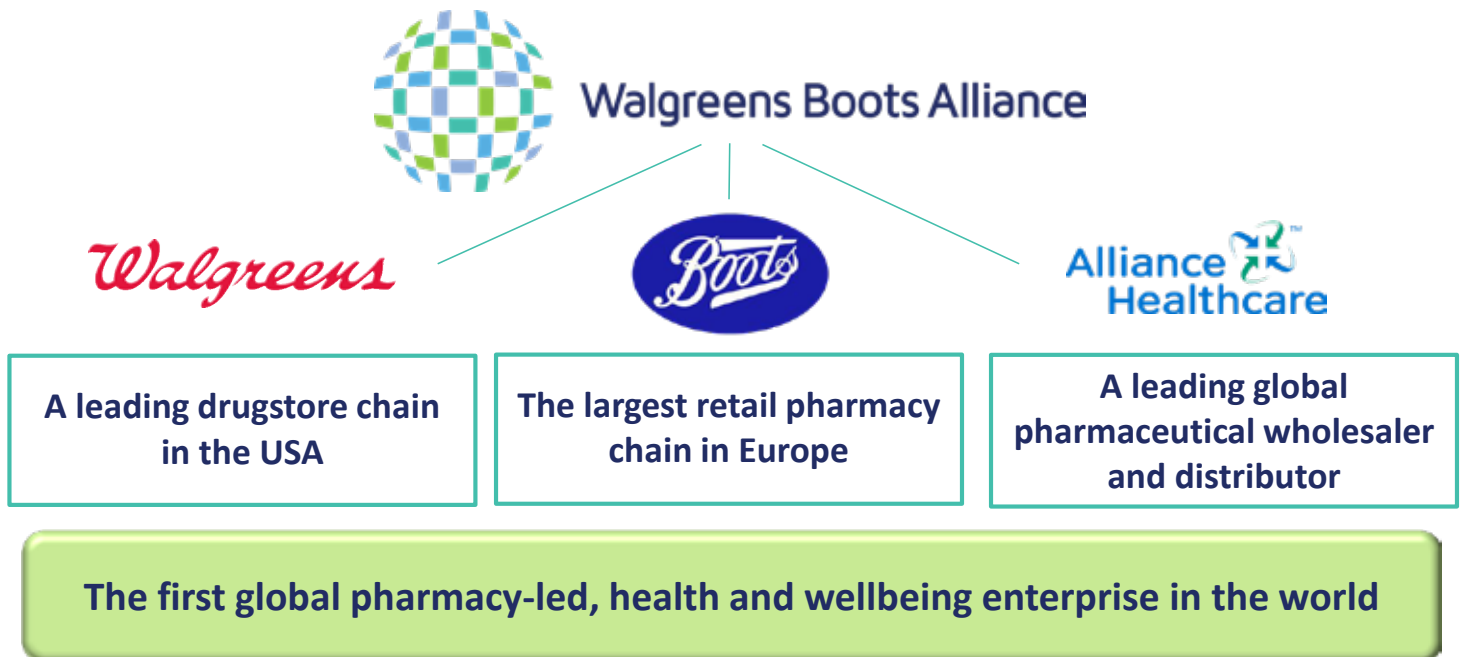 Walgreens Boots Alliance
Walgreens
Boots
Alliance
Healthcare
™
A leading drugstore chain
in the USA
The largest retail pharmacy
chain in Europe
A leading global
pharmaceutical wholesaler
and distributor
The first global pharmacy-led, health and wellbeing enterprise in the world